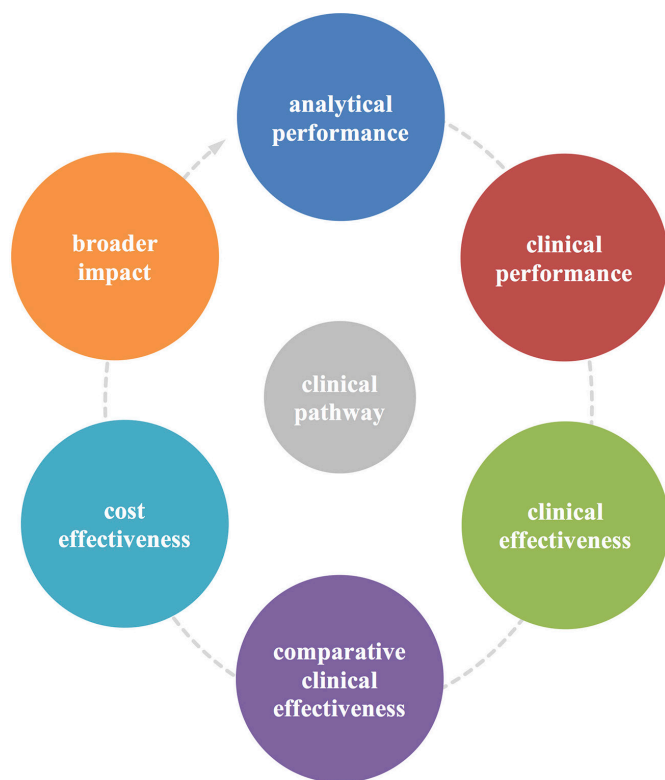 analytical
performance
clinical
performance
clinical
effectiveness
comparative
clinical
effectiveness
cost
effectiveness
broader
impact
clinical
pathway